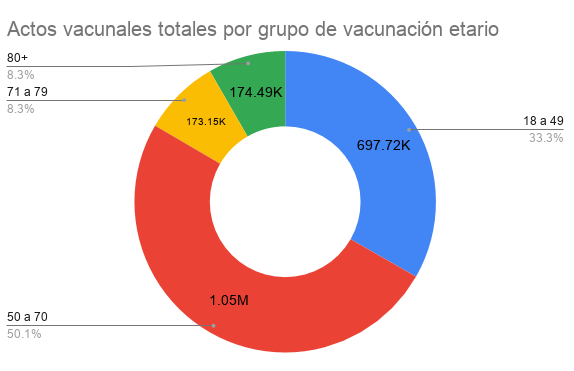 Actos vacunales totales por grupo de vacunación etario
80+
8.3%
71 a 79
8.3%
174.49K
173.15K
18 a 49
33.3%
697.72K
1.05M
50 a 70
50.1%